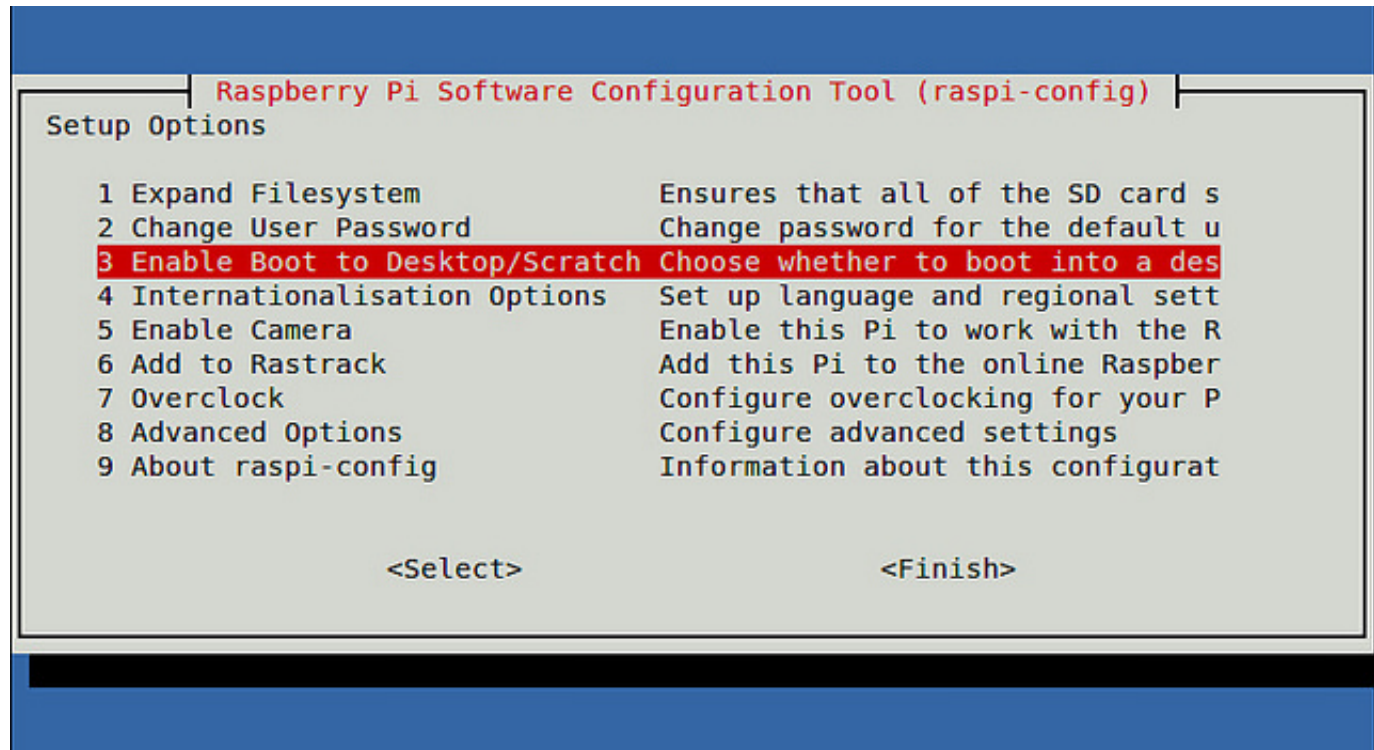 Raspberry Pi Software Configuration Tool (raspi-config)
Setup Options
1 Expand Filesystem Ensures that all of the SD card s
2 Change User Password Change password for the default u
3 Enable Boot to Desktop/Scratch Choose whether to boot into a des
4 Internationalisation Options Set up language and regional sett
5 Enable Camera Enable this Pi to work with the R
6 Add to Rastrack Add this Pi to the online Raspber
7 Overclock Configure overclocking for your P
8 Advanced Options Configure advanced settings
9 About raspi-config Information about this configurat
<Select> <Finish>